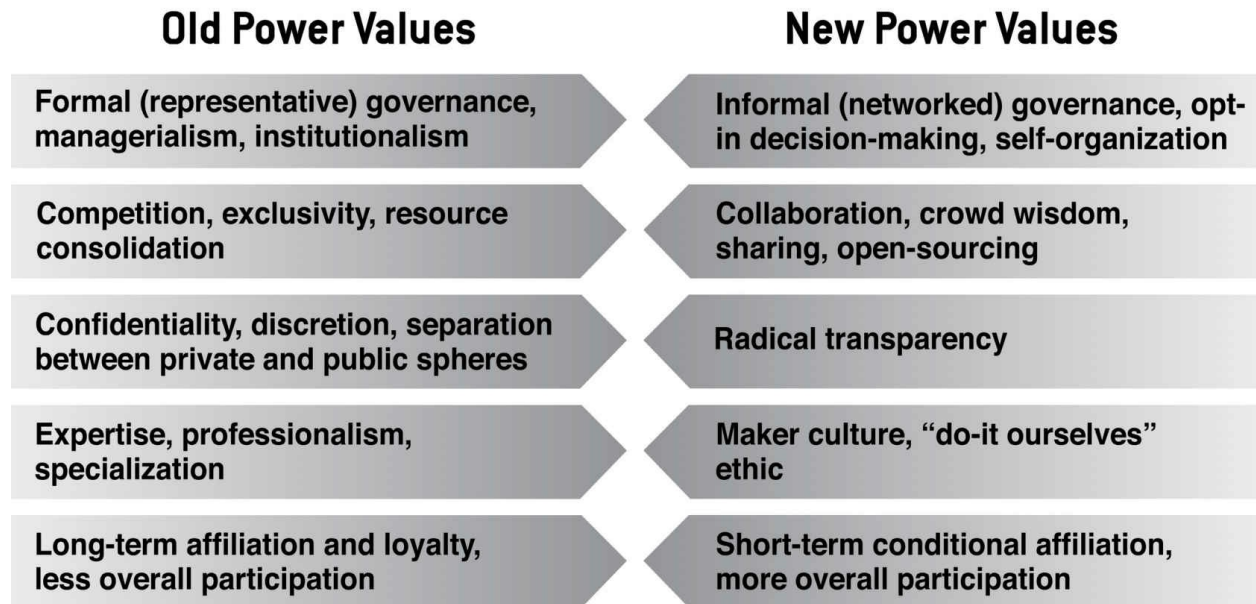 Old Power Values
New Power Values
Formal (representative) governance,
managerialism, institutionalism
Informal (networked) governance, opt-
in decision-making, self-organization
Competition, exclusivity, resource
consolidation
Collaboration, crowd wisdom,
sharing, open-sourcing
Confidentiality, discretion, separation
between private and public spheres
Radical transparency
Expertise, professionalism,
specialization
Maker culture, “do-it ourselves”
ethic
Long-term affiliation and loyalty,
less overall participation
Short-term conditional affiliation,
more overall participation